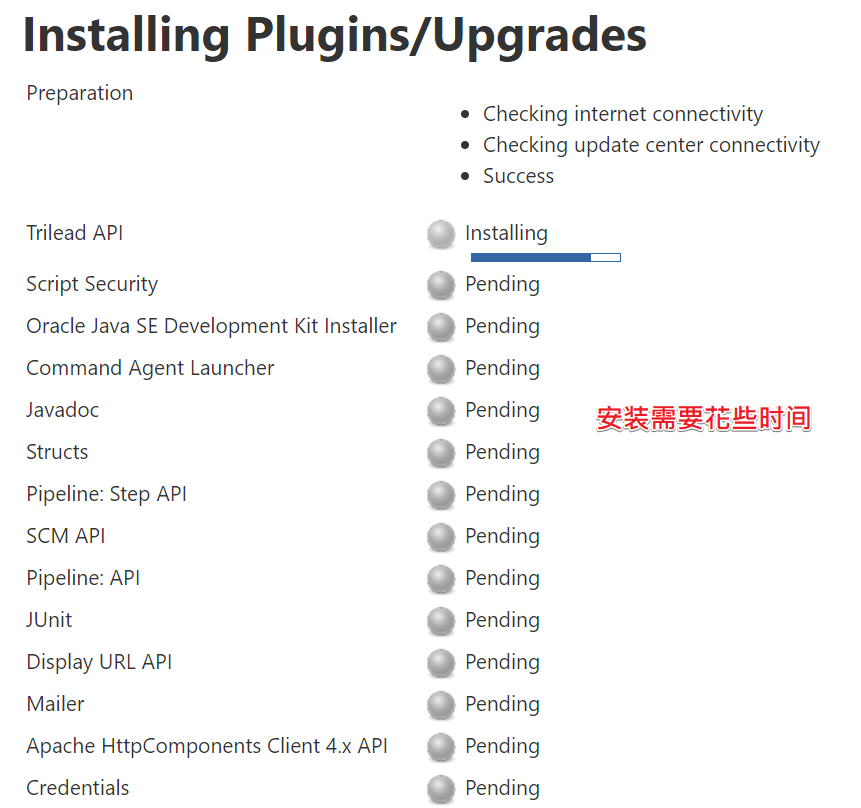 Installing Plugins/Upgrades
Preparation
Checking internet connectivity
Checking update center connectivity
Success
Trilead API Installing
Script Security Pending
Oracle Java SE Development Kit Installer Pending
Command Agent Launcher Pending
Javadoc Pending
安装需要花些时间
Structs Pending
Pipeline: Step API Pending
SCM API Pending
Pipeline: API Pending
JUnit Pending
Display URL API Pending
Mailer Pending
Apache HttpComponents Client 4.x API Pending
Credentials Pending